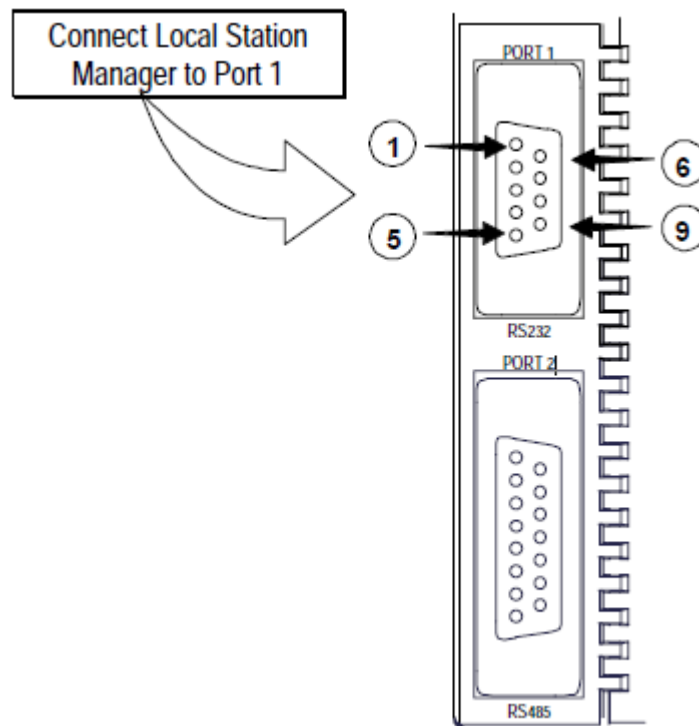 Connect Local Station
Manager to Port 1
PORT 1
1
6
5
9
RS232
PORT 2
RS485